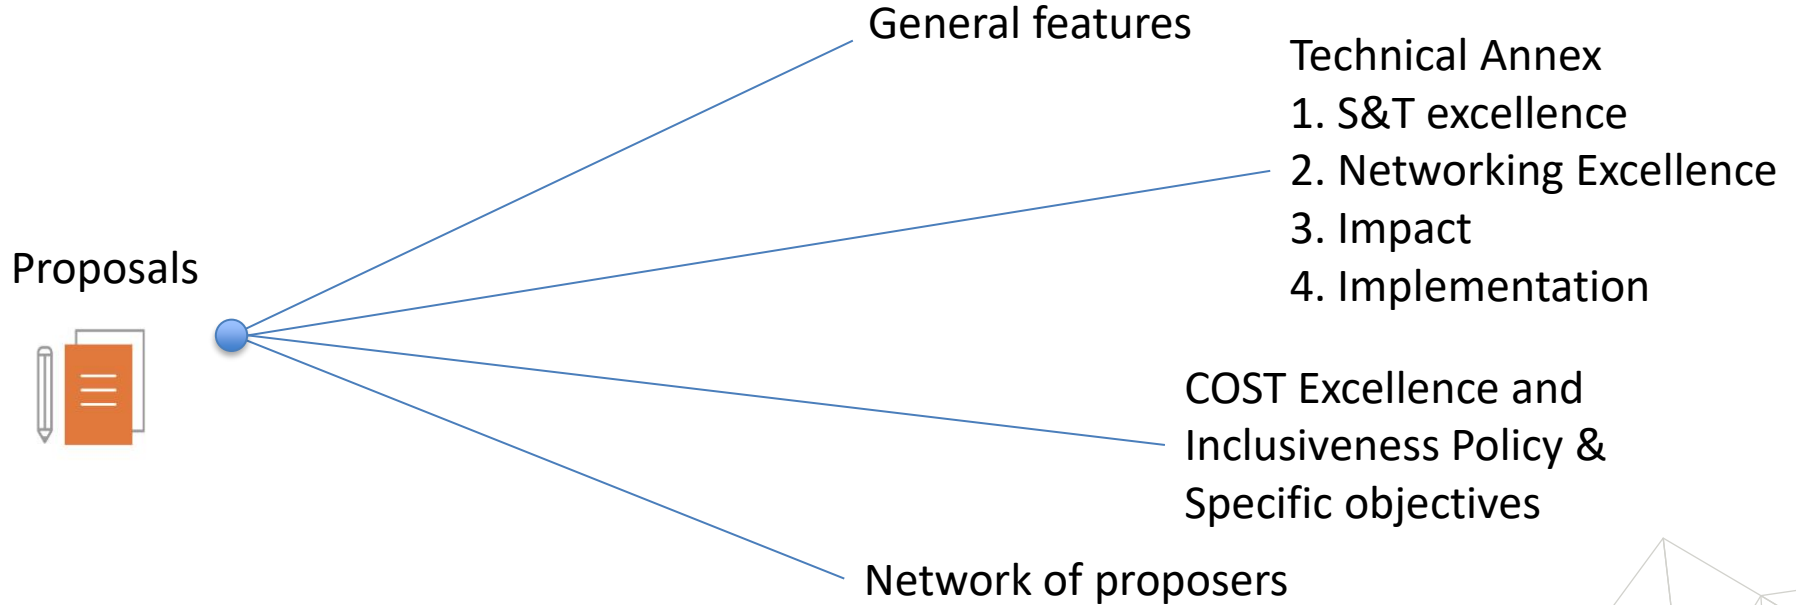 General features
Technical Annex
1. S&T excellence
2. Networking Excellence
3. Impact
4. Implementation
Proposals
COST Excellence and
Inclusiveness Policy &
Specific objectives
Network of proposers